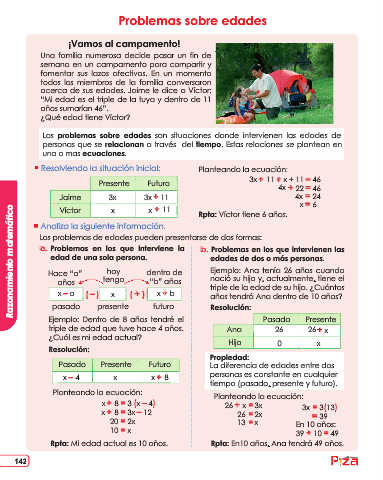 Problemas sobre edades
¡Vamos al campamento!
Una familia numerosa decide pasar un fin de
semana en un campamento para compartir y
fomentar sus lazos afectivos. En un momento
todos los miembros de la familia conversaron
acerca de sus edades. Jaime le dice a Víctor:
"Mi edad es el triple de la tuya y dentro de 11
años sumarían 46".
¿Qué edad tiene Víctor?
Los problemas sobre edades son situaciones donde intervienen las edades de
personas que se relacionan a través del tiempo. Estas relaciones se plantean en
una o mas ecuaciones.
Resolviendo la situación inicial:
Presente Futuro
Jaime 3x 3x + 11
Víctor x x + 11
Planteando la ecuación:
3x + 11 + x + 11 = 46
4x + 22 = 46
4x = 24
x = 6
Rpta: Víctor tiene 6 años.
Analiza la siguiente información.
Los problemas de edades pueden presentarse de dos formas:
a. Problemas en los que interviene la
edad de una sola persona.
Hace "a" hoy dentro de
años tengo "b" años
x - a (-) x (+) x + b
pasado presente futuro
Ejemplo: Dentro de 8 años tendré el
triple de edad que tuve hace 4 años.
¿Cuál es mi edad actual?
Resolución:
Pasado Presente Futuro
x - 4 x x + 8
Planteando la ecuación:
x + 8 = 3 (x - 4)
x + 8 = 3x - 12
20 = 2x
10 = x
Rpta: Mi edad actual es 10 años.
b. Problemas en los que intervienen las
edades de dos o más personas.
Ejemplo: Ana tenía 26 años cuando
nació su hijo y, actualmente, tiene el
triple de la edad de su hijo. ¿Cuántos
años tendrá Ana dentro de 10 años?
Resolución:
Pasado Presente
Ana 26 26 + x
Hijo 0 x
Propiedad:
La diferencia de edades entre dos
personas es constante en cualquier
tiempo (pasado, presente y futuro).
Planteando la ecuación:
26 + x = 3x
26 = 2x
13 = x
3x = 3(13)
= 39
En 10 años:
39 + 10 = 49
Rpta: En10 años, Ana tendrá 49 años.
Razonamiento matemático
142